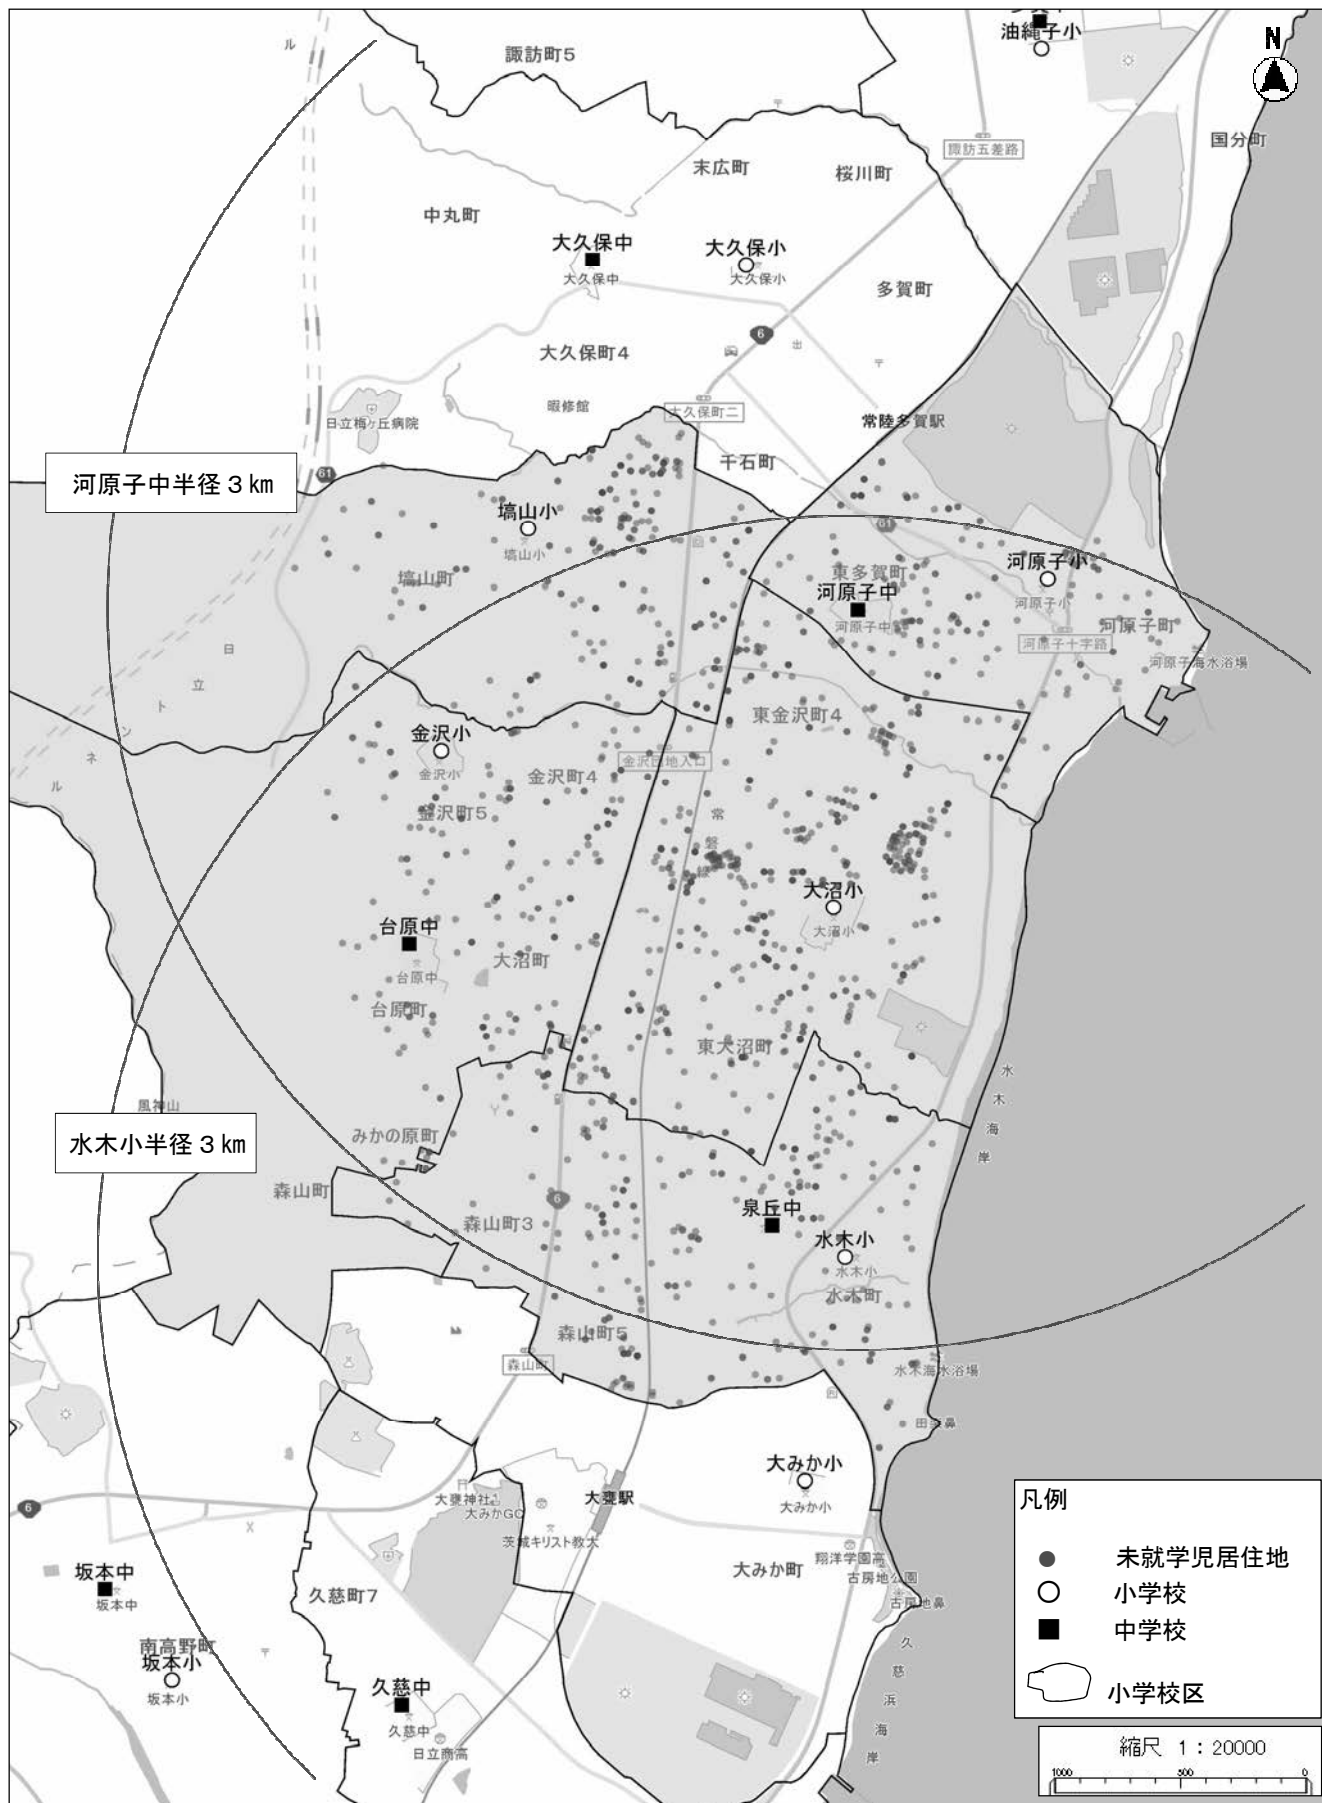 油縄子小
N
ル
諏訪町5
諏訪五差路
国分町
末広町
桜川町
中丸町
大久保中
大久保中
大久保小
大久保小
多賀町
6
大久保町4
暇修館
大久保町二
日立梅ヶ丘病院
常陸多賀駅
千石町
61
河原子中半径3km
塙山小
塙山小
61
塙山町
東多賀町
河原子小
河原子小
河原子中
河原子中
河原子町
河原子十字路
河原子海水浴場
日
立
ト
ン
ネ
ル
東金沢町4
金沢小
金沢小
金沢団地入口
金沢町4
金沢町5
常
磐
線
大沼小
大沼小
台原中
台原中
大沼町
台原町
東大沼町
水
木
海
岸
風神山
水木小半径3km
みかの原町
森山町
6
森山町3
泉丘中
水木小
水木小
水木町
森山町5
森山町
水木海水浴場
大みか小
大みか小
大甕神社
大みかGC
大甕駅
茨城キリスト教大
6
翔洋学園高
古房地公園
古房地鼻
大みか町
坂本中
坂本中
久慈町7
南高野町
坂本小
坂本小
久慈中
久慈中
日立商高
久
慈
浜
海
岸
凡例
未就学児居住地
小学校
中学校
小学校区
縮尺 1:20000
1000 500 0